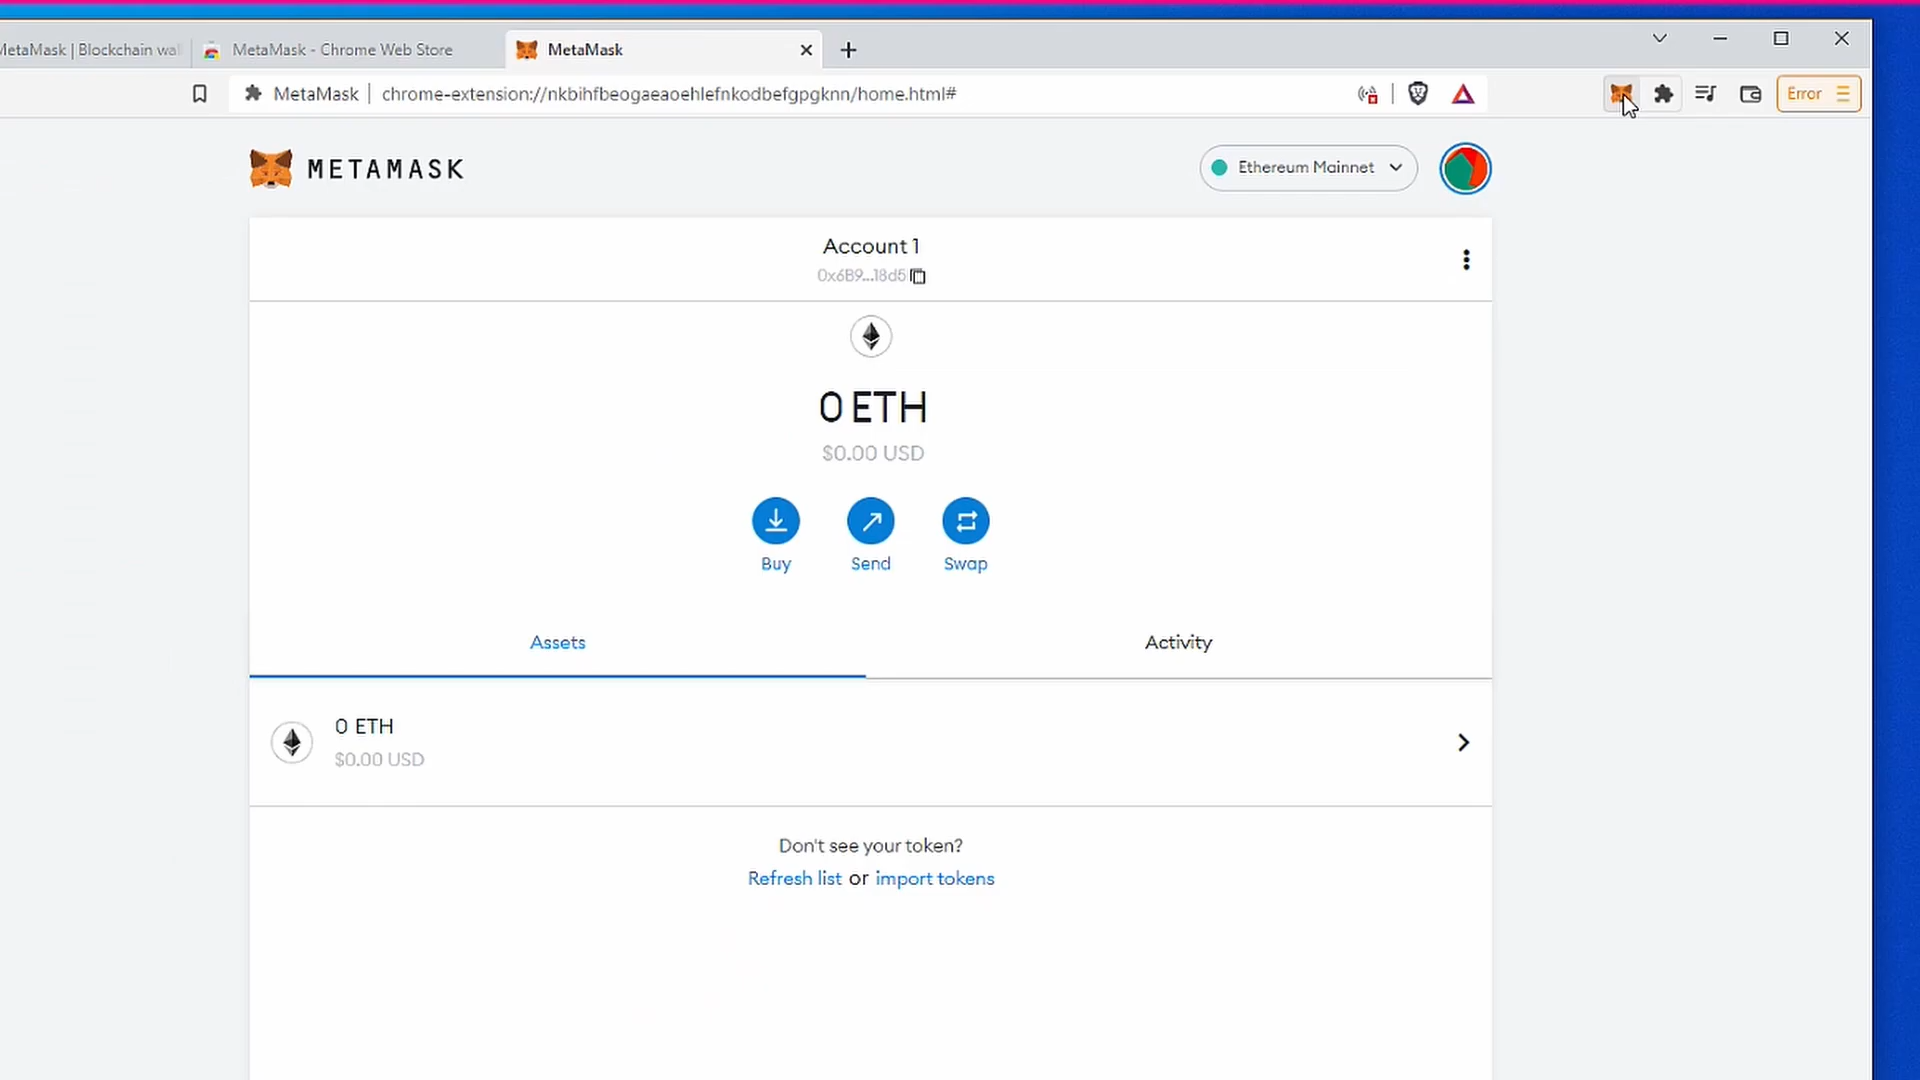 MetaMask | Blockchain wal
MetaMask - Chrome Web Store
MetaMask
MetaMask
chrome-extension://nkbihfbeogaeaoehlefnkodbefgpgknn/home.html#
Error
METAMASK
Ethereum Mainnet
Account 1
0x6B9...18d5
0 ETH
$0.00 USD
Buy
Send
Swap
Assets
Activity
0 ETH
$0.00 USD
Don't see your token?
Refresh list or import tokens